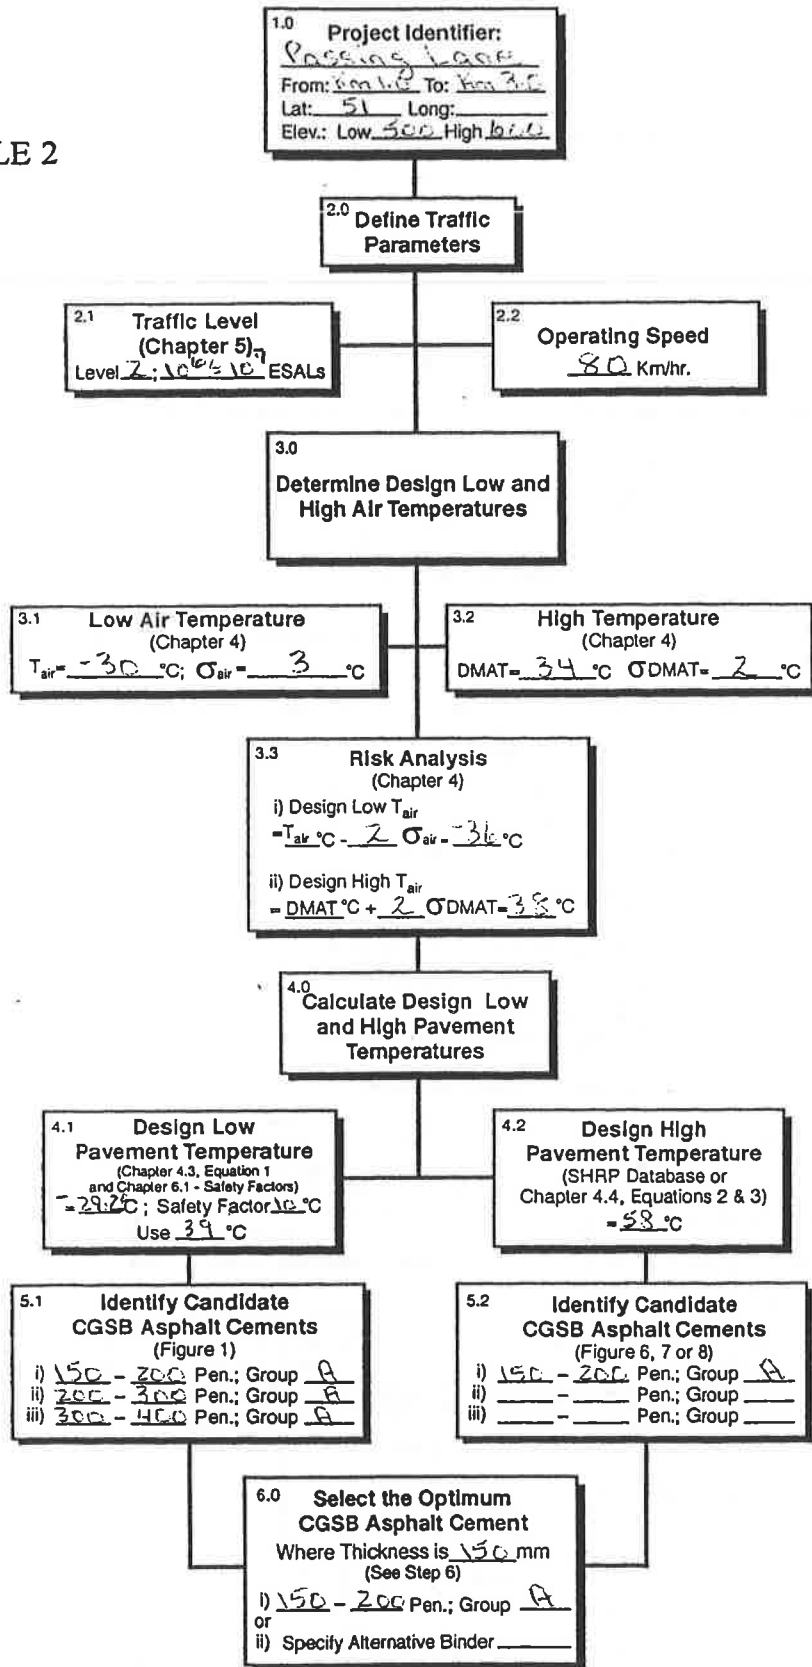 LE 2
1.0 Project Identifier:
Passing Lane
From: Km 1.0 To: Km 3.0
Lat: 51 Long:
Elev.: Low 500 High 600
2.0 Define Traffic
Parameters
2.1 Traffic Level
(Chapter 5)
Level 2; ESALs
2.2 Operating Speed
80 Km/hr.
3.0
Determine Design Low and
High Air Temperatures
3.1 Low Air Temperature
(Chapter 4)
Tair= -30 °C; σair = 3 °C
3.2 High Temperature
(Chapter 4)
DMAT= 34 °C σDMAT= 2 °C
3.3 Risk Analysis
(Chapter 4)
i) Design Low Tair
=Tair °C - 2 σair = -36 °C
ii) Design High Tair
= DMAT °C + 2 σDMAT= 38 °C
4.0 Calculate Design Low
and High Pavement
Temperatures
4.1 Design Low
Pavement Temperature
(Chapter 4.3, Equation 1
and Chapter 6.1 - Safety Factors)
= -29.2°C; Safety Factor 10 °C
Use 39 °C
4.2 Design High
Pavement Temperature
(SHRP Database or
Chapter 4.4, Equations 2 & 3)
= 58 °C
5.1 Identify Candidate
CGSB Asphalt Cements
(Figure 1)
i) 150 - 200 Pen.; Group A
ii) 200 - 300 Pen.; Group A
iii) 300 - 400 Pen.; Group A
5.2 Identify Candidate
CGSB Asphalt Cements
(Figure 6, 7 or 8)
i) 150 - 200 Pen.; Group A
ii) ____ - ____ Pen.; Group ____
iii) ____ - ____ Pen.; Group ____
6.0 Select the Optimum
CGSB Asphalt Cement
Where Thickness is 150 mm
(See Step 6)
i) 150 - 200 Pen.; Group A
or
ii) Specify Alternative Binder ____